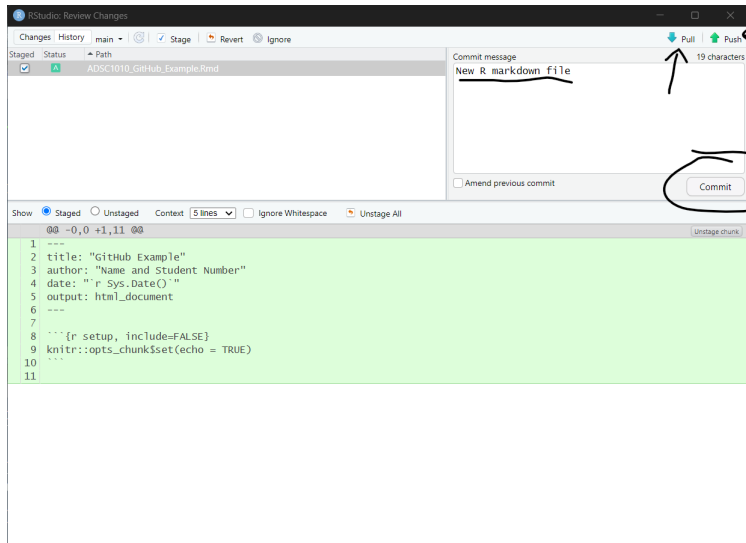 RStudio: Review Changes
Changes History main Stage Revert Ignore Pull Push
Staged Status Path
A ADSC1010_GitHub_Example.Rmd
Commit message 19 characters
New R markdown file
Amend previous commit Commit
Show Staged Unstaged Context 5 lines Ignore Whitespace Unstage All
@@ -0,0 +1,11 @@ Unstage chunk
1 ---
2 title: "GitHub Example"
3 author: "Name and Student Number"
4 date: "`r Sys.Date()`"
5 output: html_document
6 ---
7
8 ```{r setup, include=FALSE}
9 knitr::opts_chunk$set(echo = TRUE)
10 ```
11